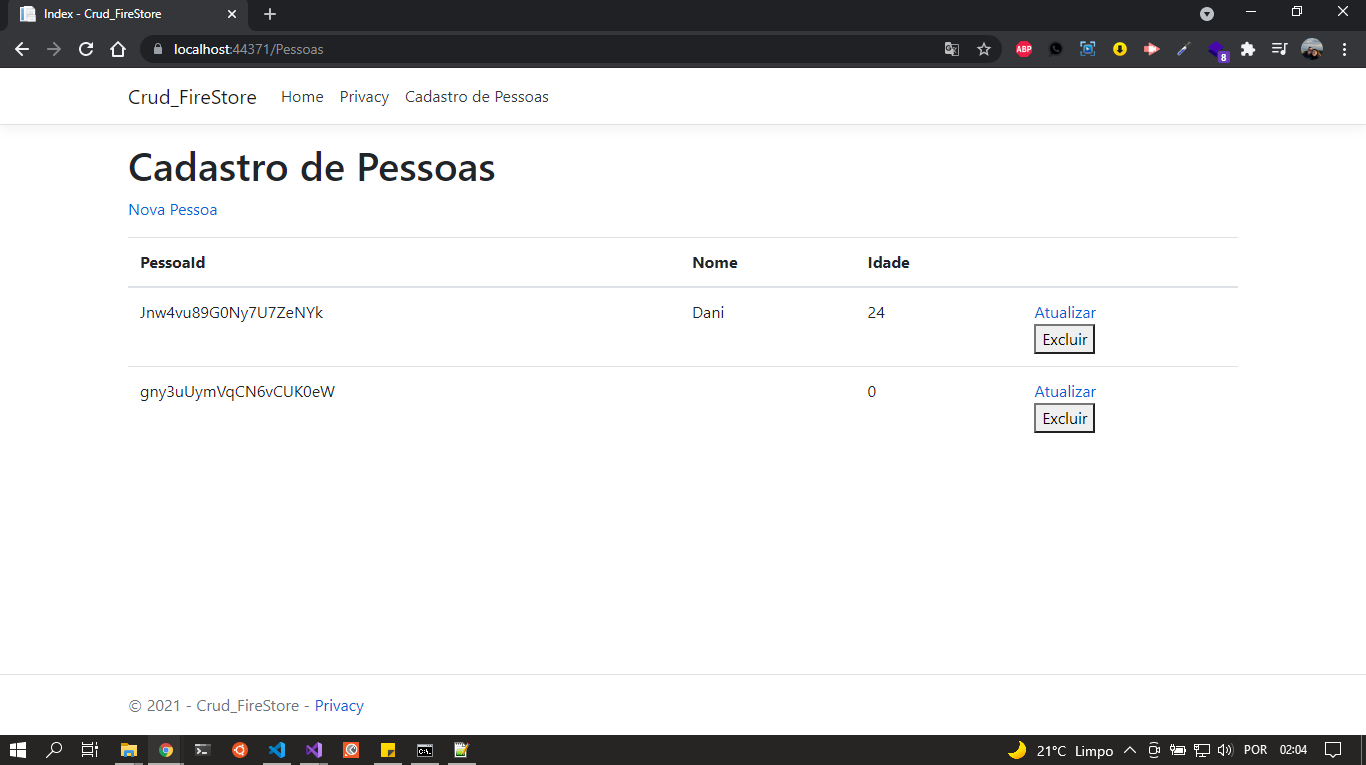 Index - Crud_FireStore
localhost:44371/Pessoas
ABP
8
Crud_FireStore Home Privacy Cadastro de Pessoas
Cadastro de Pessoas
Nova Pessoa
PessoaId Nome Idade
Jnw4vu89G0Ny7U7ZeNYk Dani 24 Atualizar
Excluir
gny3uUymVqCN6vCUK0eW 0 Atualizar
Excluir
© 2021 - Crud_FireStore - Privacy
21°C Limpo POR 02:04